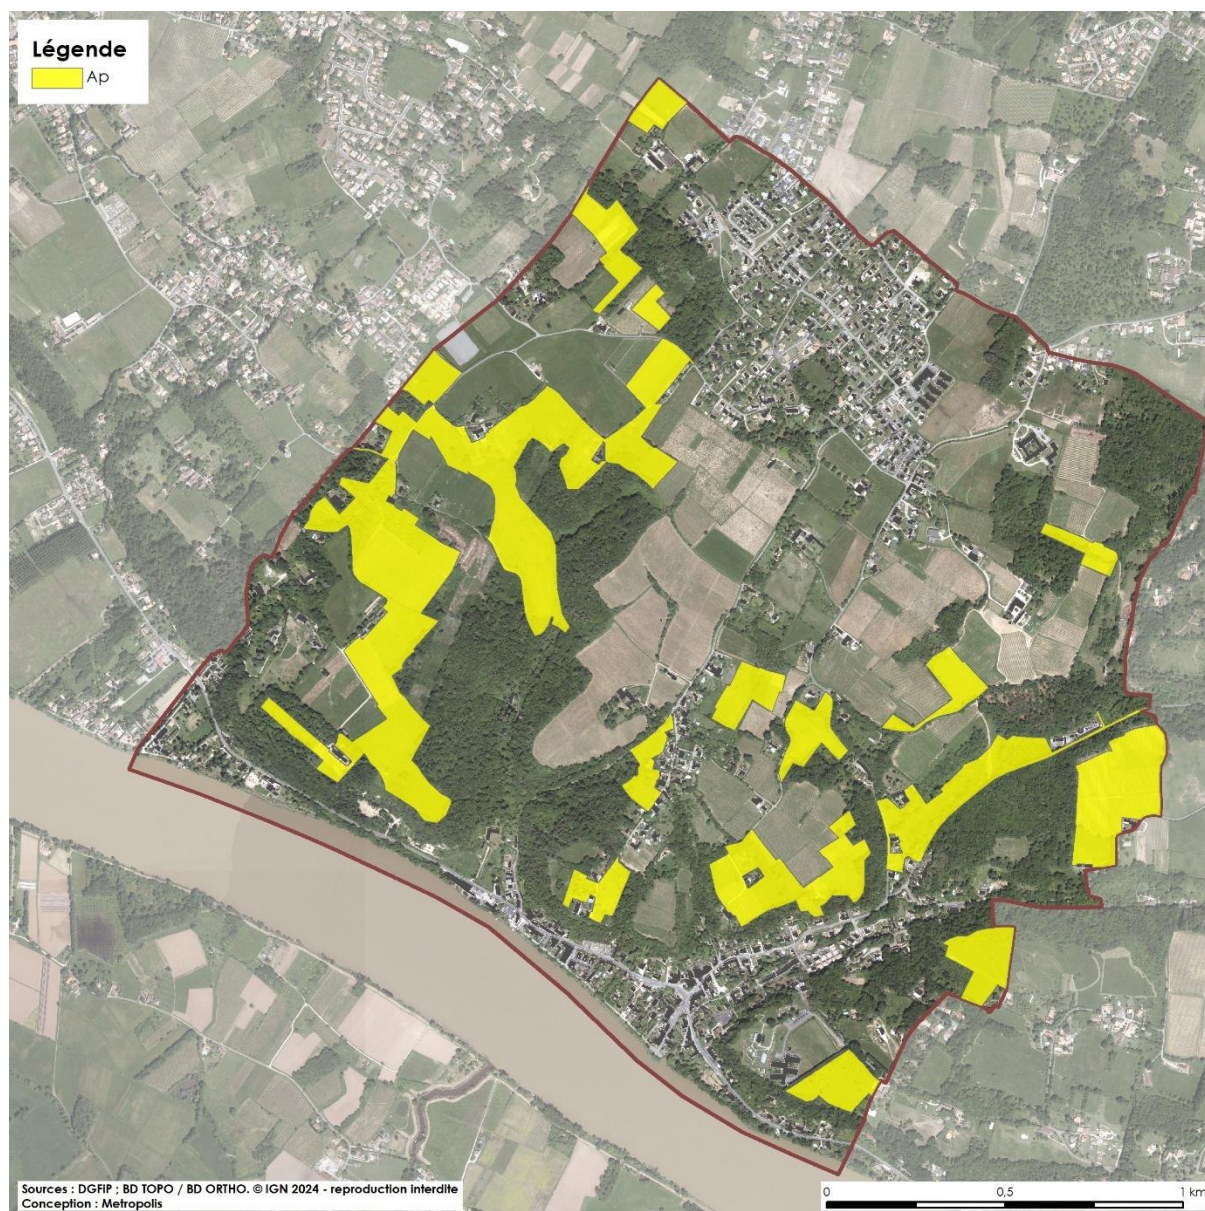 Légende
Ap
Sources : DGFIP ; BD TOPO / BD ORTHO. © IGN 2024 - reproduction interdite
Conception : Metropolis
0 0,5 1 km